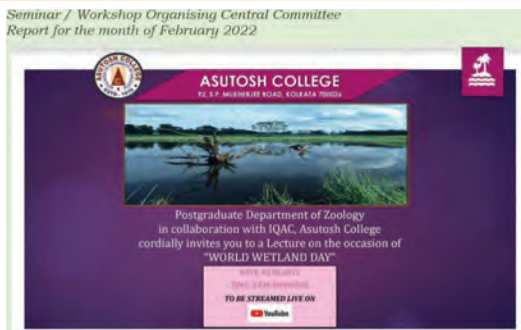 Seminar / Workshop Organising Central Committee
Report for the month of February 2022
ASUTOSH COLLEGE
92, S P. MUKHERJEE ROAD, KOLKATA 700026
Postgraduate Department of Zoology
in collaboration with IQAC, Asutosh College
cordially invites you to a Lecture on the occasion of
"WORLD WETLAND DAY"
TO BE STREAMED LIVE ON
YouTube